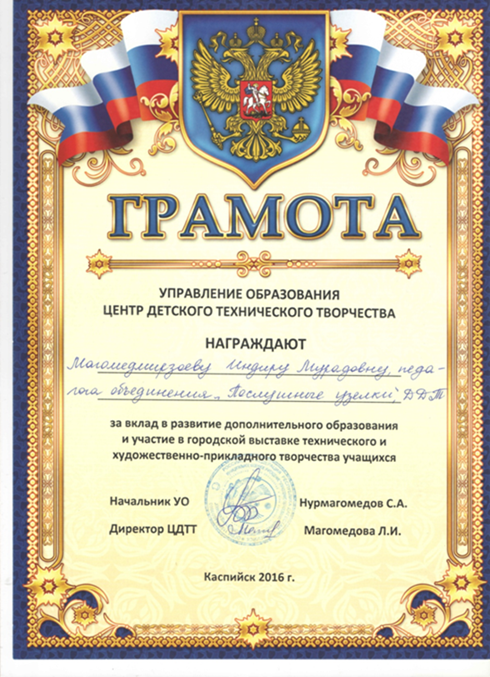 ГРАМОТА
УПРАВЛЕНИЕ ОБРАЗОВАНИЯ
ЦЕНТР ДЕТСКОГО ТЕХНИЧЕСКОГО ТВОРЧЕСТВА
НАГРАЖДАЮТ
Магомедмирзоеву Индиру Мурадовну, педа-
гога объединения „Послушные узелки", ДДТ
за вклад в развитие дополнительного образования
и участие в городской выставке технического и
художественно-прикладного творчества учащихся
Начальник УО Нурмагомедов С.А.
Директор ЦДТТ Магомедова Л.И.
Каспийск 2016 г.